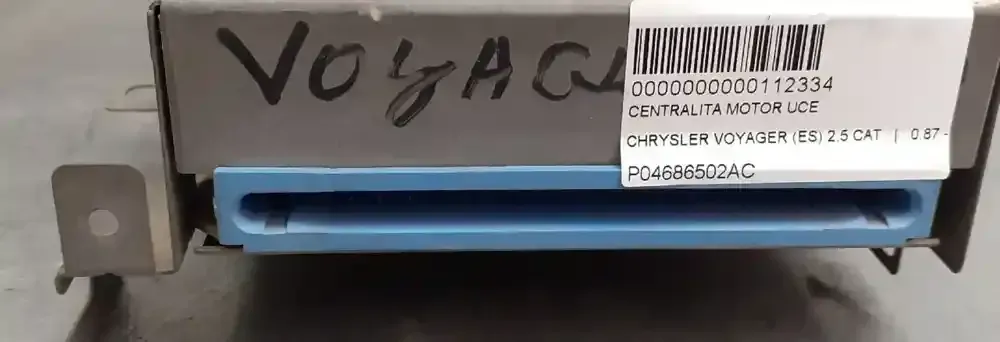 VOYAG
0000000000112334
CENTRALITA MOTOR UCE
CHRYSLER VOYAGER (ES) 2.5 CAT | 0.87 -
P04686502AC